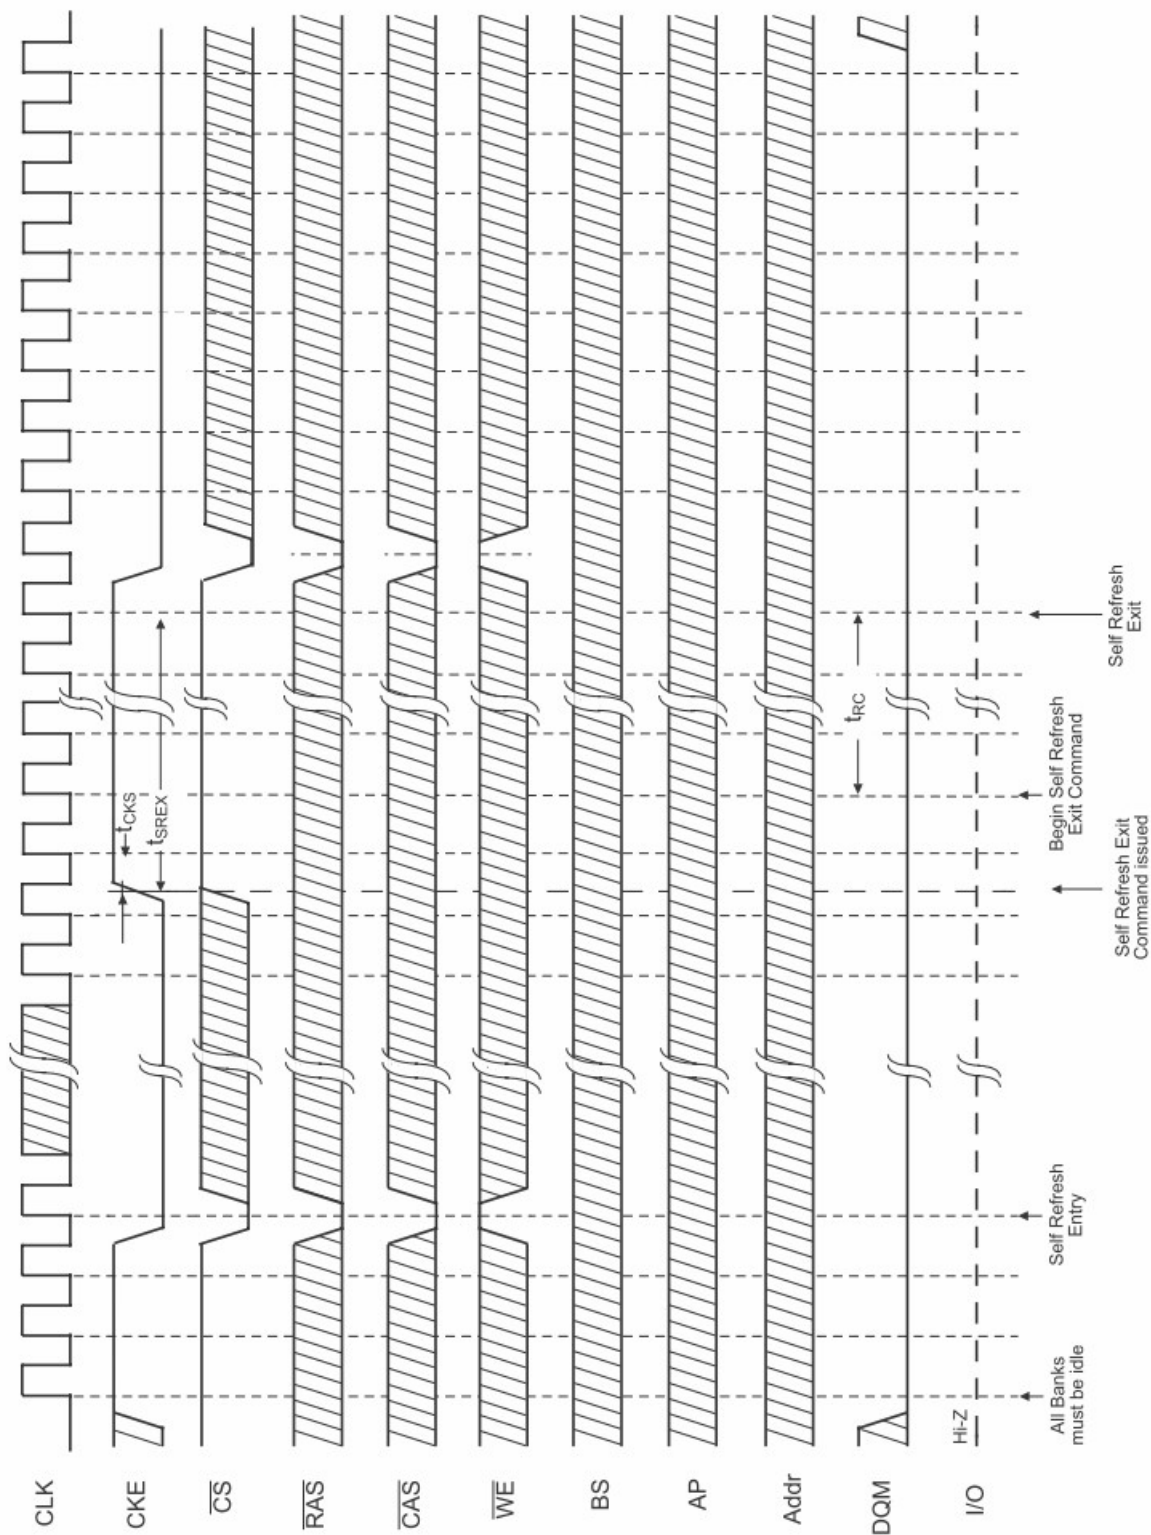 CLK
CKE
CS
RAS
CAS
WE
BS
AP
Addr
DQM
I/O
tCKS
tSREX
tRC
Hi-Z
All Banks
must be idle
Self Refresh
Entry
Self Refresh Exit
Command issued
Begin Self Refresh
Exit Command
Self Refresh
Exit